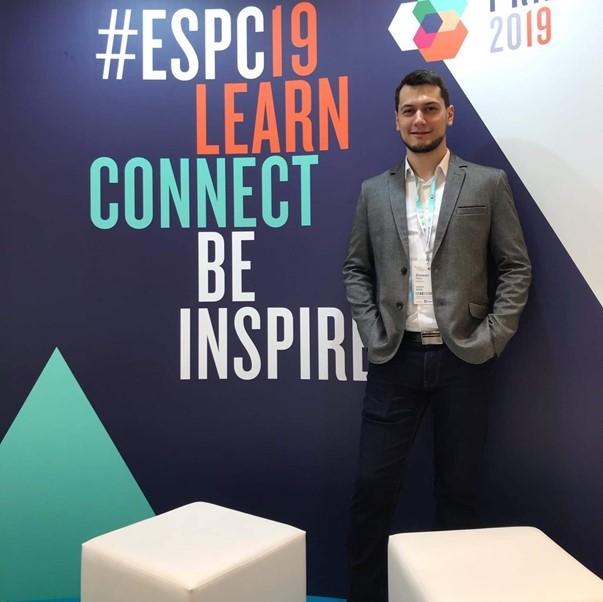 #ESPC19
LEARN
CONNECT
BE
INSPIRE
2019